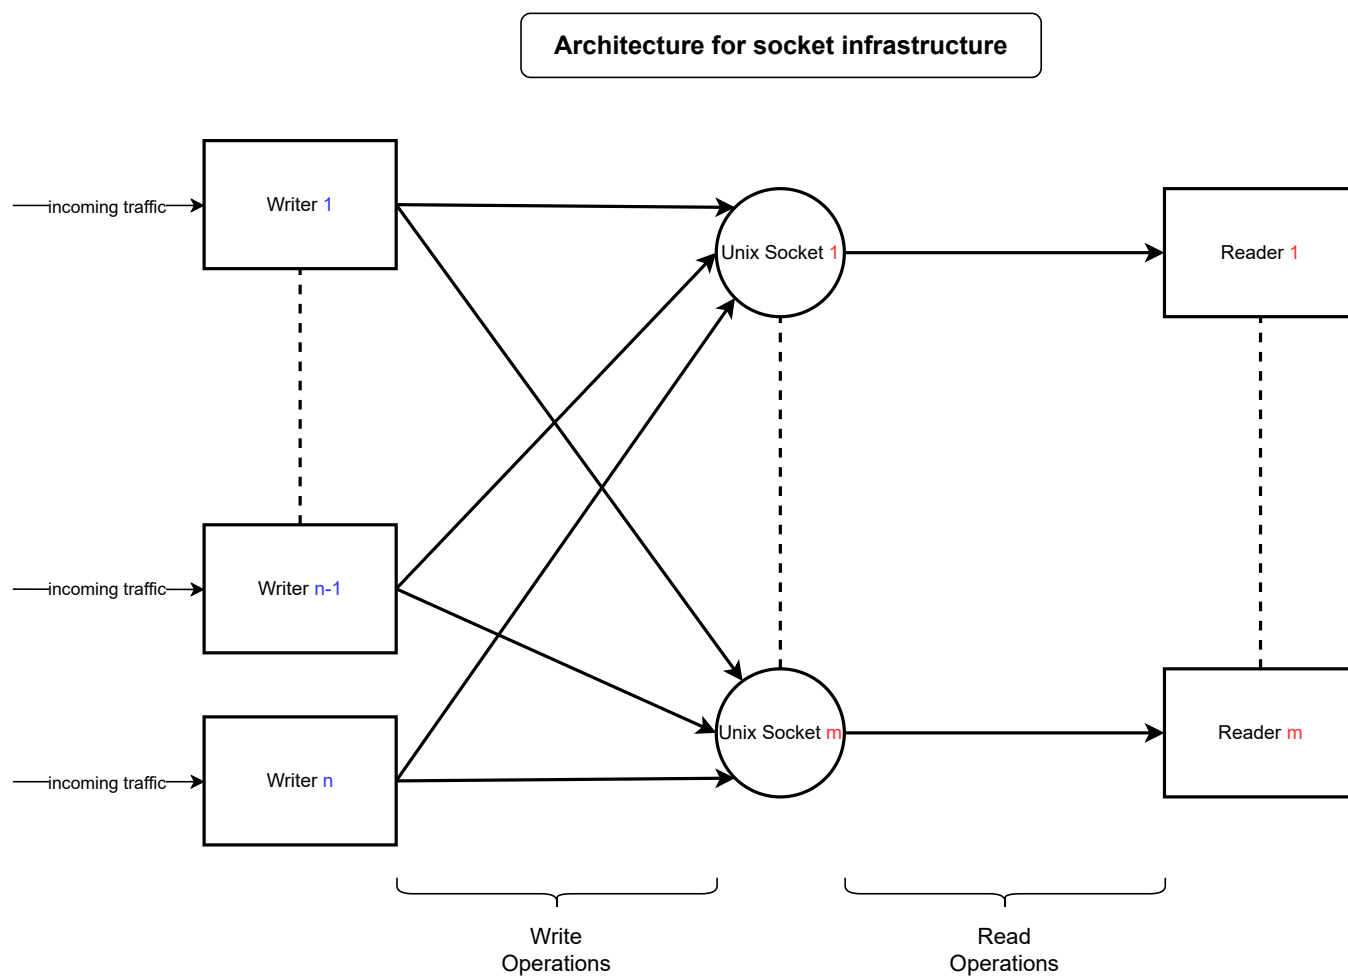 Architecture for socket infrastructure
incoming traffic
Writer 1
Unix Socket 1
Reader 1
incoming traffic
Writer n-1
incoming traffic
Writer n
Unix Socket m
Reader m
Write
Operations
Read
Operations